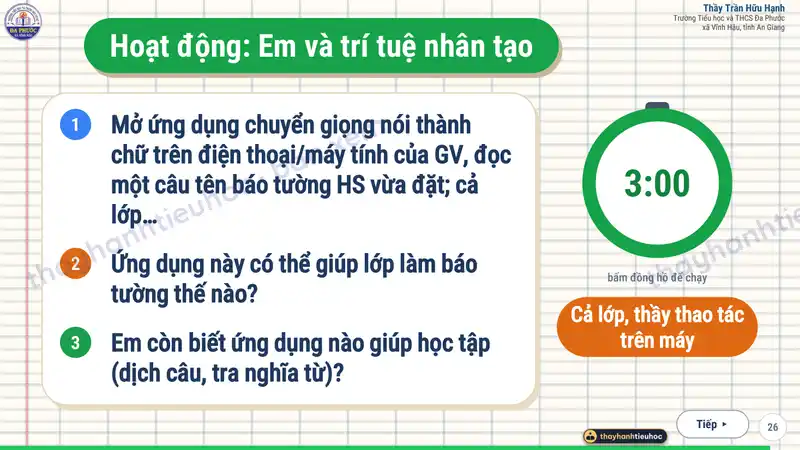 Thầy Trần Hữu Hạnh
Trường Tiểu học và THCS Đa Phước
xã Vĩnh Hậu, tỉnh An Giang
ĐA PHƯỚC
Hoạt động: Em và trí tuệ nhân tạo
1
Mở ứng dụng chuyển giọng nói thành
chữ trên điện thoại/máy tính của GV, đọc
một câu tên báo tường HS vừa đặt; cả
lớp…
2
Ứng dụng này có thể giúp lớp làm báo
tường thế nào?
3
Em còn biết ứng dụng nào giúp học tập
(dịch câu, tra nghĩa từ)?
3:00
bấm đồng hồ để chạy
Cả lớp, thầy thao tác
trên máy
thayhanhtieuhoc
Tiếp ▸
26